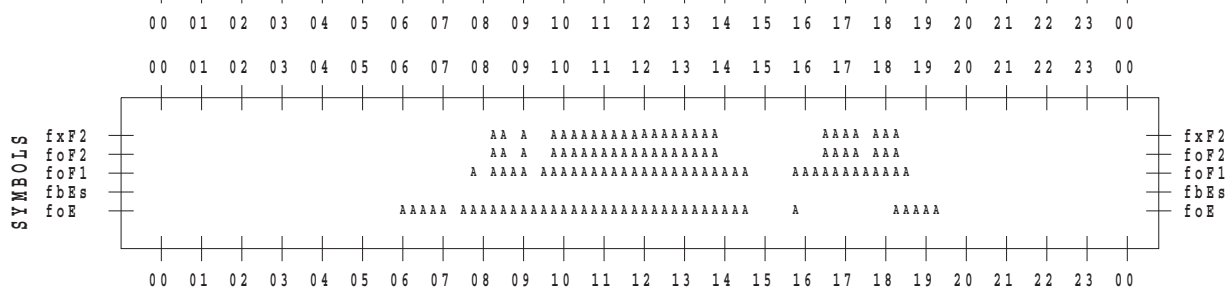 00 01 02 03 04 05 06 07 08 09 10 11 12 13 14 15 16 17 18 19 20 21 22 23 00
00 01 02 03 04 05 06 07 08 09 10 11 12 13 14 15 16 17 18 19 20 21 22 23 00
SYMBOLS
fxF2 AA A AAAAAAAAAAAAAAAAA AAAA AAA fxF2
foF2 AA A AAAAAAAAAAAAAAAAA AAAA AAA foF2
foF1 A AAAA AAAAAAAAAAAAAAAAAAAAA AAAAAAAAAAAA foF1
fbEs fbEs
foE AAAAA AAAAAAAAAAAAAAAAAAAAAAAAAAAAA A AAAAA foE
00 01 02 03 04 05 06 07 08 09 10 11 12 13 14 15 16 17 18 19 20 21 22 23 00